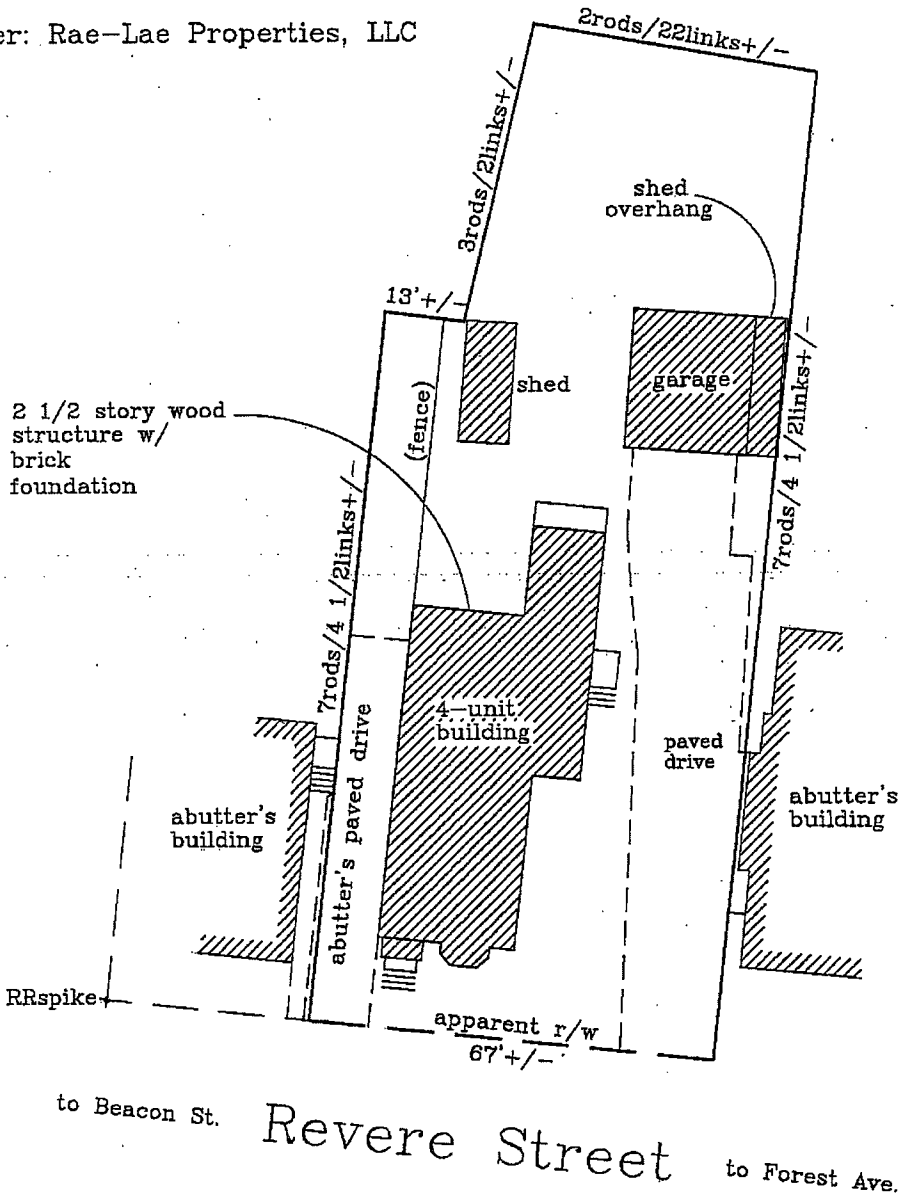 er: Rae-Lae Properties, LLC
2rods/22links+/-
3rods/2links+/-
shed
overhang
13'+/-
shed
garage
7rods/4 1/2links+/-
2 1/2 story wood
structure w/
brick
foundation
(fence)
7rods/4 1/2links+/-
4-unit
building
paved
drive
abutter's
building
abutter's paved drive
abutter's
building
RRspike
apparent r/w
67'+/-
to Beacon St.
Revere Street
to Forest Ave.